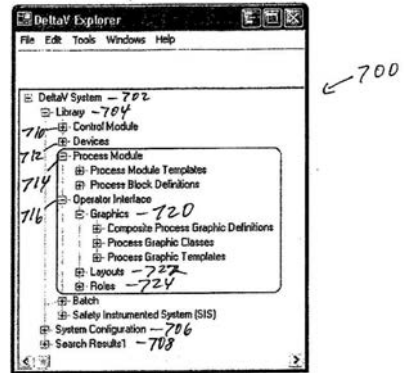 DeltaV Explorer
File Edit Tools Windows Help
700
DeltaV System - 702
Library - 704
710 Control Module
712 Devices
714 Process Module
Process Module Templates
Process Block Definitions
716 Operator Interface
Graphics - 720
Composite Process Graphic Definitions
Process Graphic Classes
Process Graphic Templates
Layouts - 722
Roles - 724
Batch
Safety Instrumented System (SIS)
System Configuration - 706
Search Results1 - 708